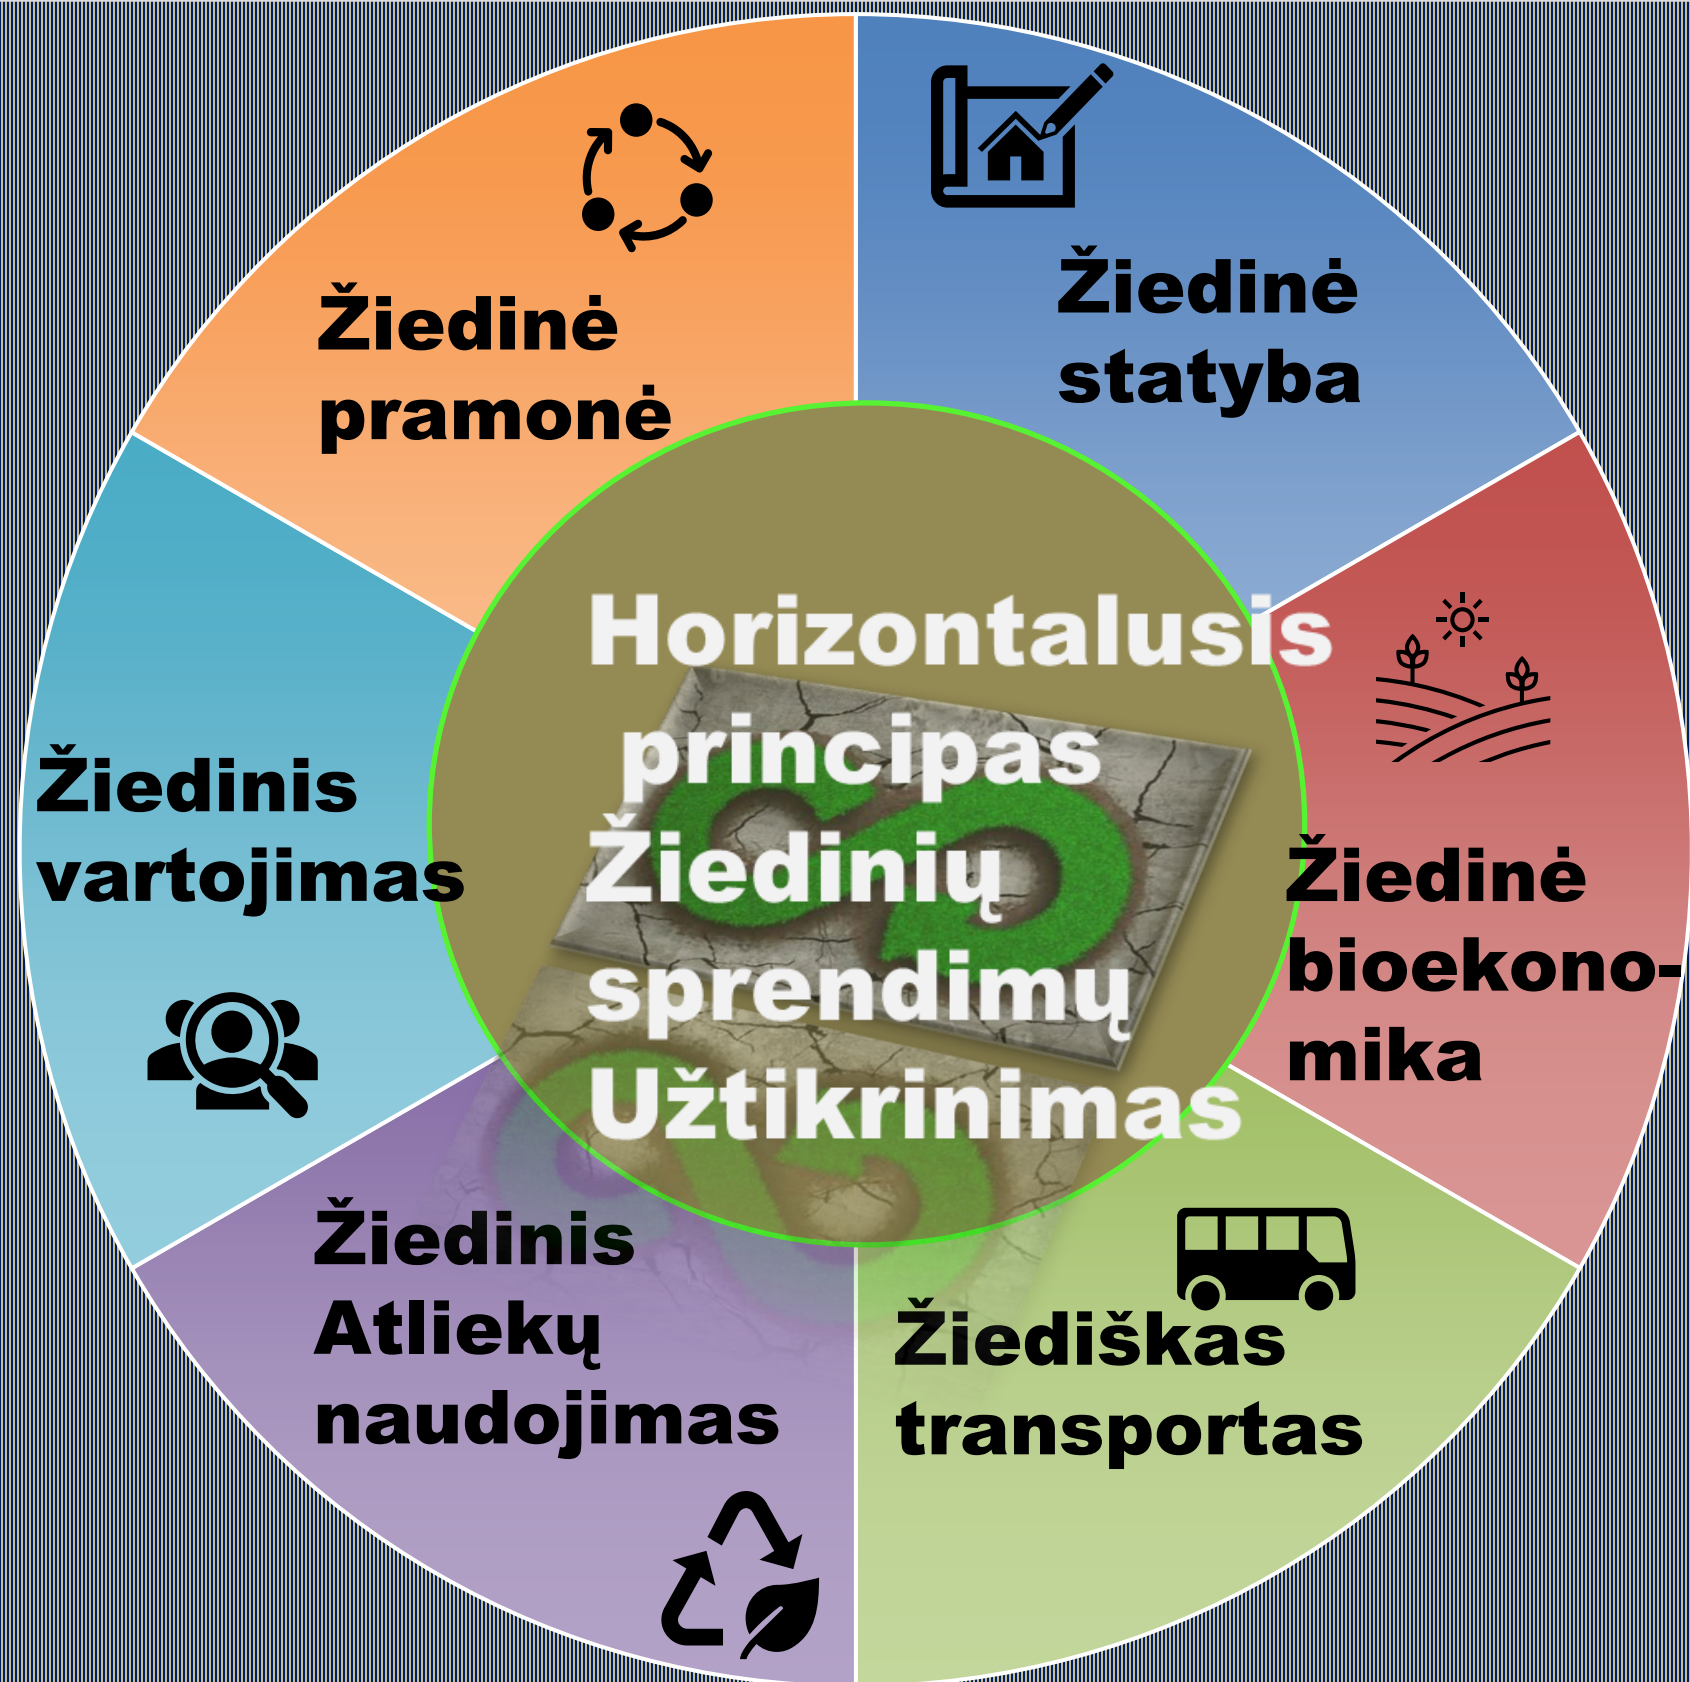 Žiedinė
pramonė
Žiedinė
statyba
Horizontalusis
principas
Žiedinių
sprendimų
Užtikrinimas
Žiedinis
vartojimas
Žiedinė
bioekono-
mika
Žiedinis
Atliekų
naudojimas
Žiediškas
transportas